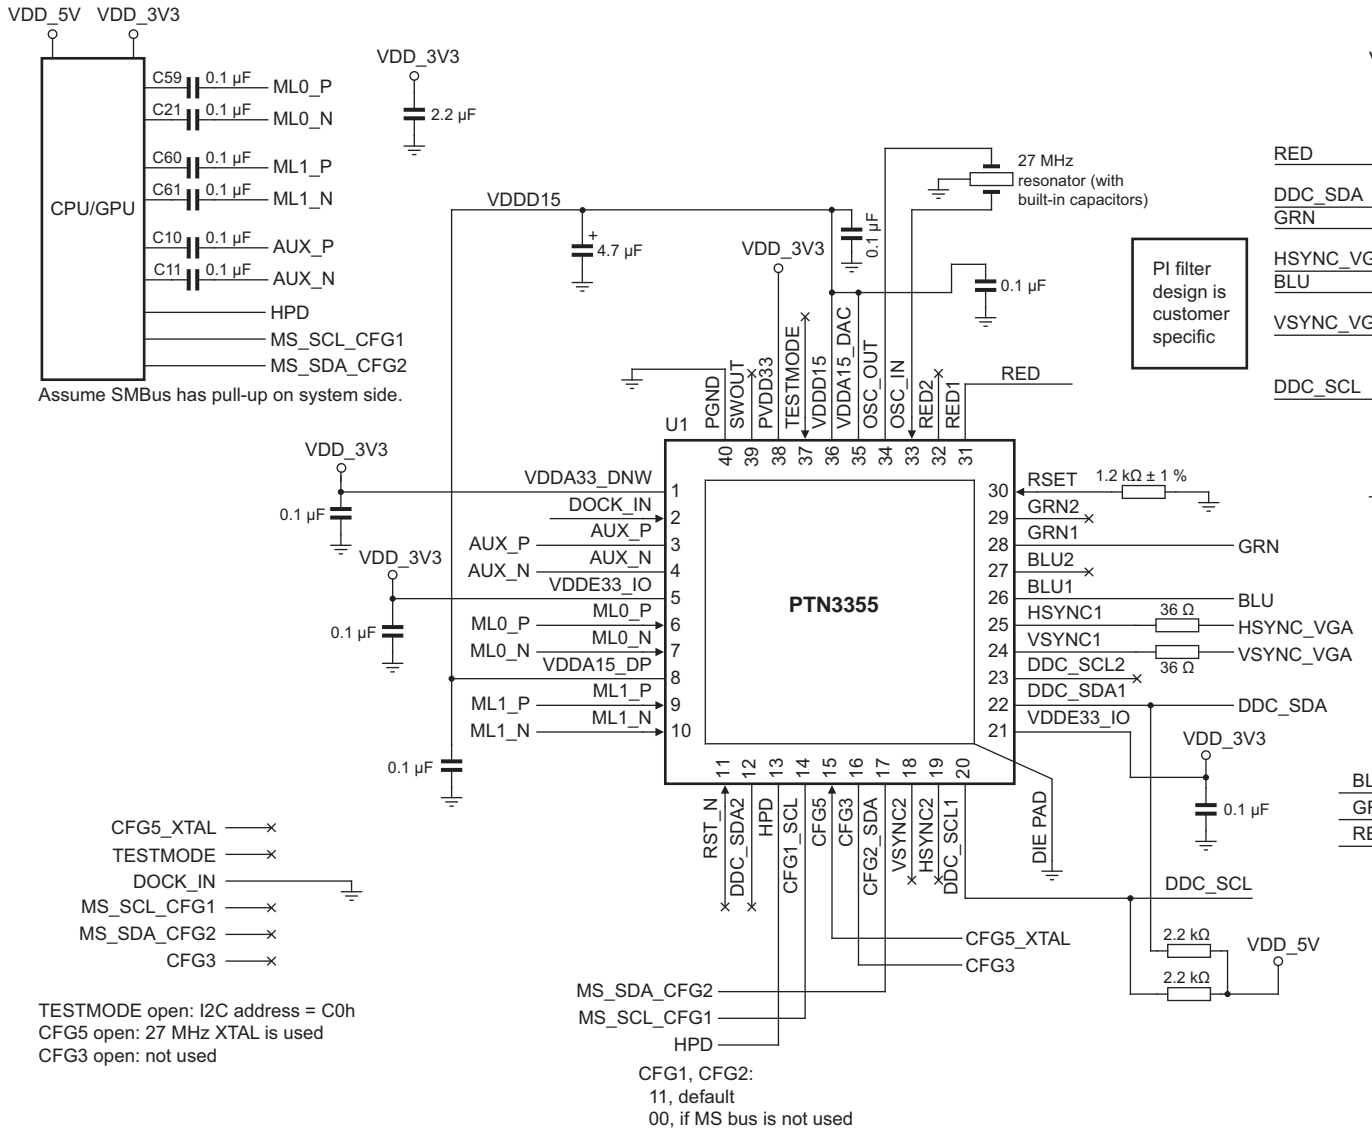 VDD_5V VDD_3V3
CPU/GPU
C59 0.1 µF ML0_P
C21 0.1 µF ML0_N
C60 0.1 µF ML1_P
C61 0.1 µF ML1_N
C10 0.1 µF AUX_P
C11 0.1 µF AUX_N
HPD
MS_SCL_CFG1
MS_SDA_CFG2
Assume SMBus has pull-up on system side.
VDD_3V3
2.2 µF
VDDD15
+
4.7 µF
0.1 µF
VDD_3V3
0.1 µF
27 MHz
resonator (with
built-in capacitors)
PI filter
design is
customer
specific
RED
DDC_SDA
GRN
HSYNC_VG
BLU
VSYNC_VG
DDC_SCL
U1
PTN3355
PGND 40
SWOUT 39
PVDD33 38
TESTMODE 37
VDDD15 36
VDDA15_DAC 35
OSC_OUT 34
OSC_IN 33
RED2 32
RED1 31
RED
VDD_3V3
0.1 µF
VDDA33_DNW 1
DOCK_IN 2
AUX_P AUX_P 3
AUX_N AUX_N 4
VDD_3V3
0.1 µF
VDDE33_IO 5
ML0_P ML0_P 6
ML0_N ML0_N 7
VDDA15_DP 8
ML1_P ML1_P 9
ML1_N ML1_N 10
0.1 µF
30 RSET 1.2 kΩ ± 1 %
29 GRN2
28 GRN1 GRN
27 BLU2
26 BLU1 BLU
25 HSYNC1 36 Ω HSYNC_VGA
24 VSYNC1 36 Ω VSYNC_VGA
23 DDC_SCL2
22 DDC_SDA1 DDC_SDA
21 VDDE33_IO
VDD_3V3
0.1 µF
11 RST_N
12 DDC_SDA2
13 HPD
14 CFG1_SCL
15 CFG5
16 CFG3
17 CFG2_SDA
18 VSYNC2
19 HSYNC2
20 DDC_SCL1
DIE PAD
DDC_SCL
2.2 kΩ
2.2 kΩ
VDD_5V
CFG5_XTAL
CFG3
MS_SDA_CFG2
MS_SCL_CFG1
HPD
CFG1, CFG2:
11, default
00, if MS bus is not used
CFG5_XTAL
TESTMODE
DOCK_IN
MS_SCL_CFG1
MS_SDA_CFG2
CFG3
TESTMODE open: I2C address = C0h
CFG5 open: 27 MHz XTAL is used
CFG3 open: not used